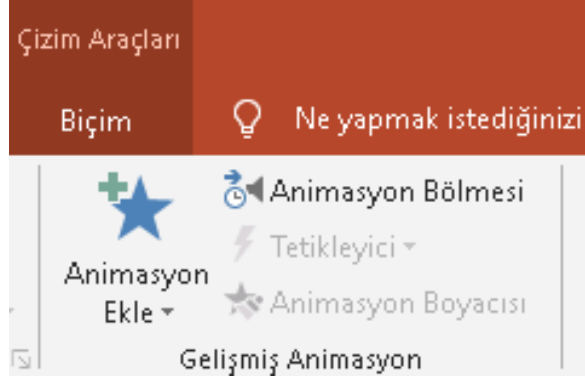 Çizim Araçları
Biçim
Ne yapmak istediğinizi
Animasyon Ekle
Animasyon Bölmesi
Tetikleyici
Animasyon Boyacısı
Gelişmiş Animasyon